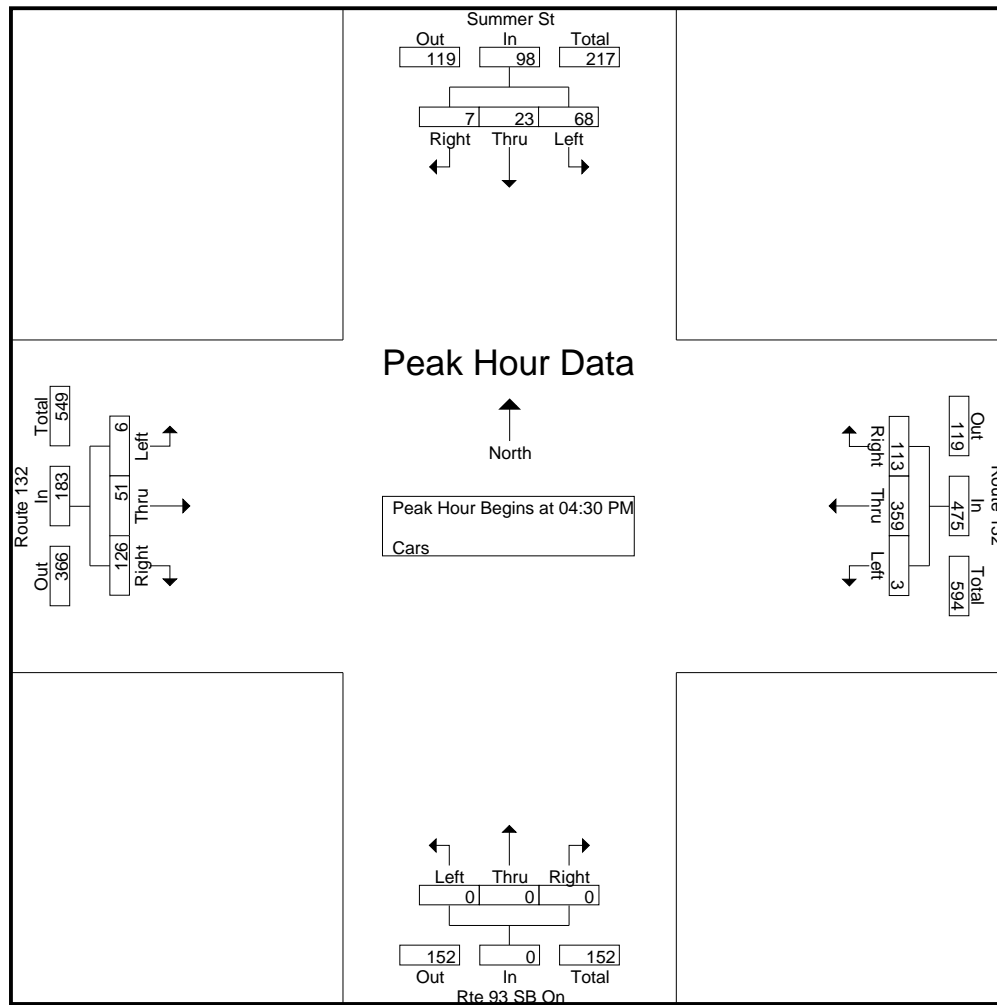 Summer St
Out In Total
119 98 217
7 23 68
Right Thru Left
Peak Hour Data
North
Peak Hour Begins at 04:30 PM
Cars
Route 132
Total In Out
549 183 366
6 51 126
Left Thru Right
Right Thru Left
113 359 3
119 475 594
Out In Total
Route 132
Left Thru Right
0 0 0
152 0 152
Out In Total
Rte 93 SB On